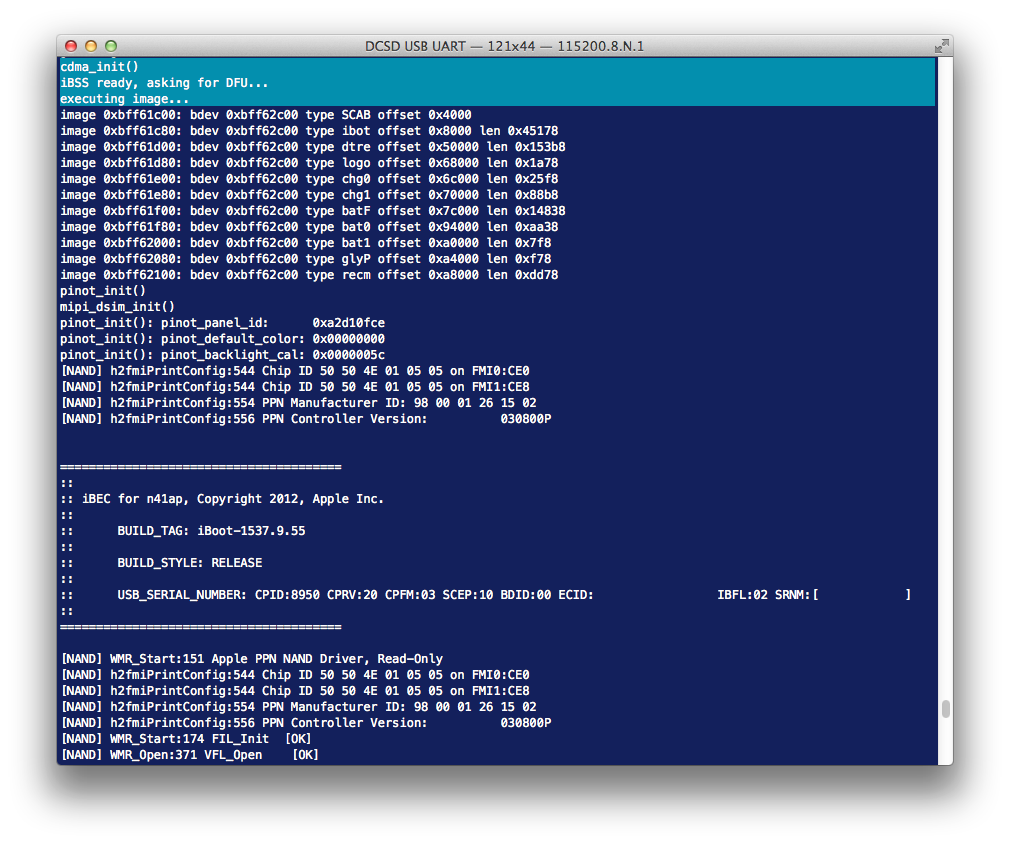 DCSD USB UART — 121x44 — 115200.8.N.1
cdma_init()
iBSS ready, asking for DFU...
executing image...
image 0xbff61c00: bdev 0xbff62c00 type SCAB offset 0x4000
image 0xbff61c80: bdev 0xbff62c00 type ibot offset 0x8000 len 0x45178
image 0xbff61d00: bdev 0xbff62c00 type dtre offset 0x50000 len 0x153b8
image 0xbff61d80: bdev 0xbff62c00 type logo offset 0x68000 len 0x1a78
image 0xbff61e00: bdev 0xbff62c00 type chg0 offset 0x6c000 len 0x25f8
image 0xbff61e80: bdev 0xbff62c00 type chg1 offset 0x70000 len 0x88b8
image 0xbff61f00: bdev 0xbff62c00 type batF offset 0x7c000 len 0x14838
image 0xbff61f80: bdev 0xbff62c00 type bat0 offset 0x94000 len 0xaa38
image 0xbff62000: bdev 0xbff62c00 type bat1 offset 0xa0000 len 0x7f8
image 0xbff62080: bdev 0xbff62c00 type glyP offset 0xa4000 len 0xf78
image 0xbff62100: bdev 0xbff62c00 type recm offset 0xa8000 len 0xdd78
pinot_init()
mipi_dsim_init()
pinot_init(): pinot_panel_id:      0xa2d10fce
pinot_init(): pinot_default_color: 0x00000000
pinot_init(): pinot_backlight_cal: 0x0000005c
[NAND] h2fmiPrintConfig:544 Chip ID 50 50 4E 01 05 05 on FMI0:CE0
[NAND] h2fmiPrintConfig:544 Chip ID 50 50 4E 01 05 05 on FMI1:CE8
[NAND] h2fmiPrintConfig:554 PPN Manufacturer ID: 98 00 01 26 15 02
[NAND] h2fmiPrintConfig:556 PPN Controller Version:          030800P
=======================================
::
:: iBEC for n41ap, Copyright 2012, Apple Inc.
::
::      BUILD_TAG: iBoot-1537.9.55
::
::      BUILD_STYLE: RELEASE
::
::      USB_SERIAL_NUMBER: CPID:8950 CPRV:20 CPFM:03 SCEP:10 BDID:00 ECID:                 IBFL:02 SRNM:[            ]
::
=======================================
[NAND] WMR_Start:151 Apple PPN NAND Driver, Read-Only
[NAND] h2fmiPrintConfig:544 Chip ID 50 50 4E 01 05 05 on FMI0:CE0
[NAND] h2fmiPrintConfig:544 Chip ID 50 50 4E 01 05 05 on FMI1:CE8
[NAND] h2fmiPrintConfig:554 PPN Manufacturer ID: 98 00 01 26 15 02
[NAND] h2fmiPrintConfig:556 PPN Controller Version:          030800P
[NAND] WMR_Start:174 FIL_Init  [OK]
[NAND] WMR_Open:371 VFL_Open    [OK]